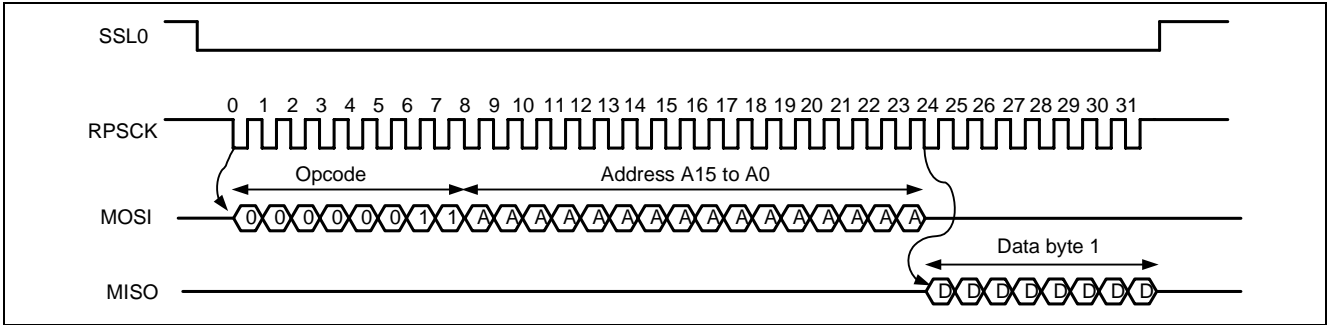 SSL0
0 1 2 3 4 5 6 7 8 9 10 11 12 13 14 15 16 17 18 19 20 21 22 23 24 25 26 27 28 29 30 31
RPSCK
Opcode Address A15 to A0
MOSI 0 0 0 0 0 0 1 1 A A A A A A A A A A A A A A A A
Data byte 1
MISO D D D D D D D D